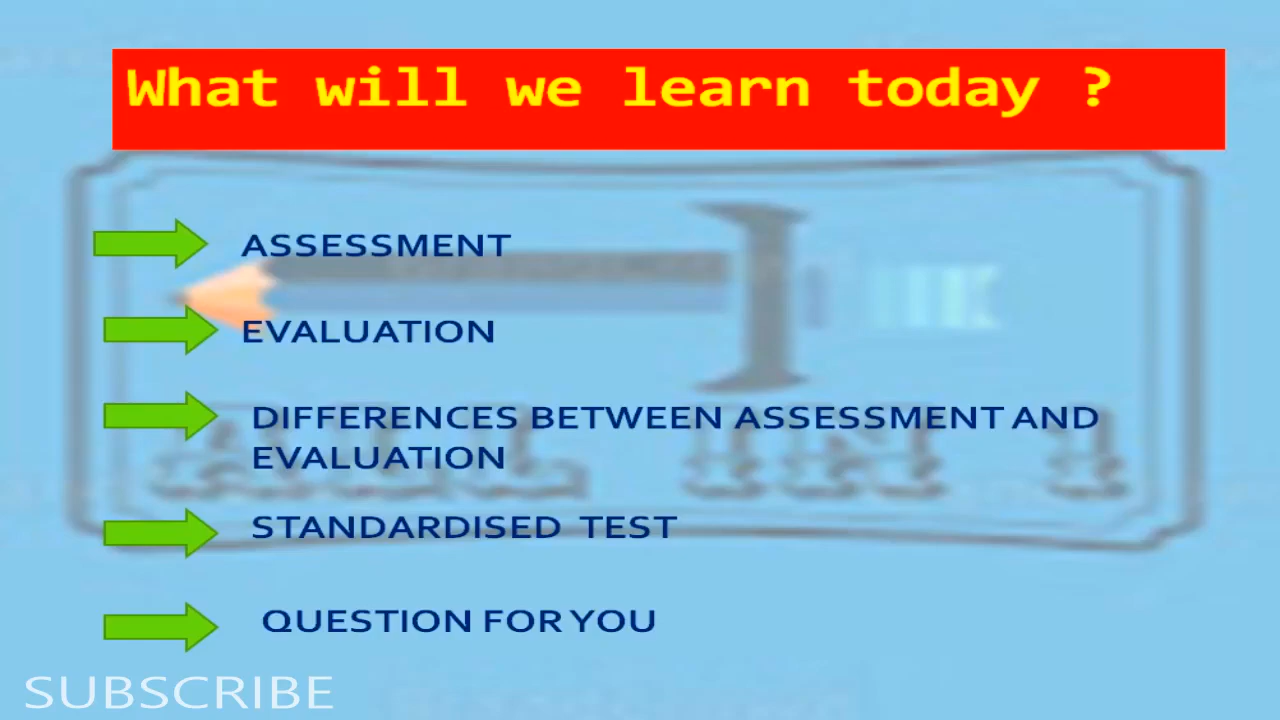 What will we learn today ?
ASSESSMENT
EVALUATION
DIFFERENCES BETWEEN ASSESSMENT AND
EVALUATION
STANDARDISED TEST
QUESTION FOR YOU
SUBSCRIBE